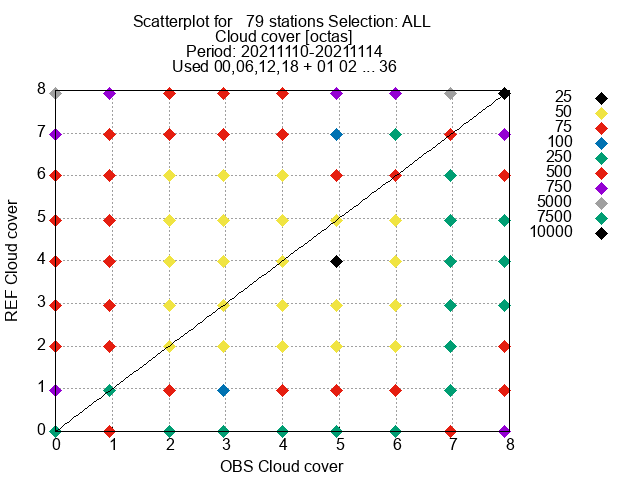 Scatterplot for   79 stations Selection: ALL
Cloud cover [octas]
Period: 20211110-20211114
Used 00,06,12,18 + 01 02 ... 36
8
7
6
5
4
3
2
1
0
REF Cloud cover
0 1 2 3 4 5 6 7 8
OBS Cloud cover
25
50
75
100
250
500
750
5000
7500
10000